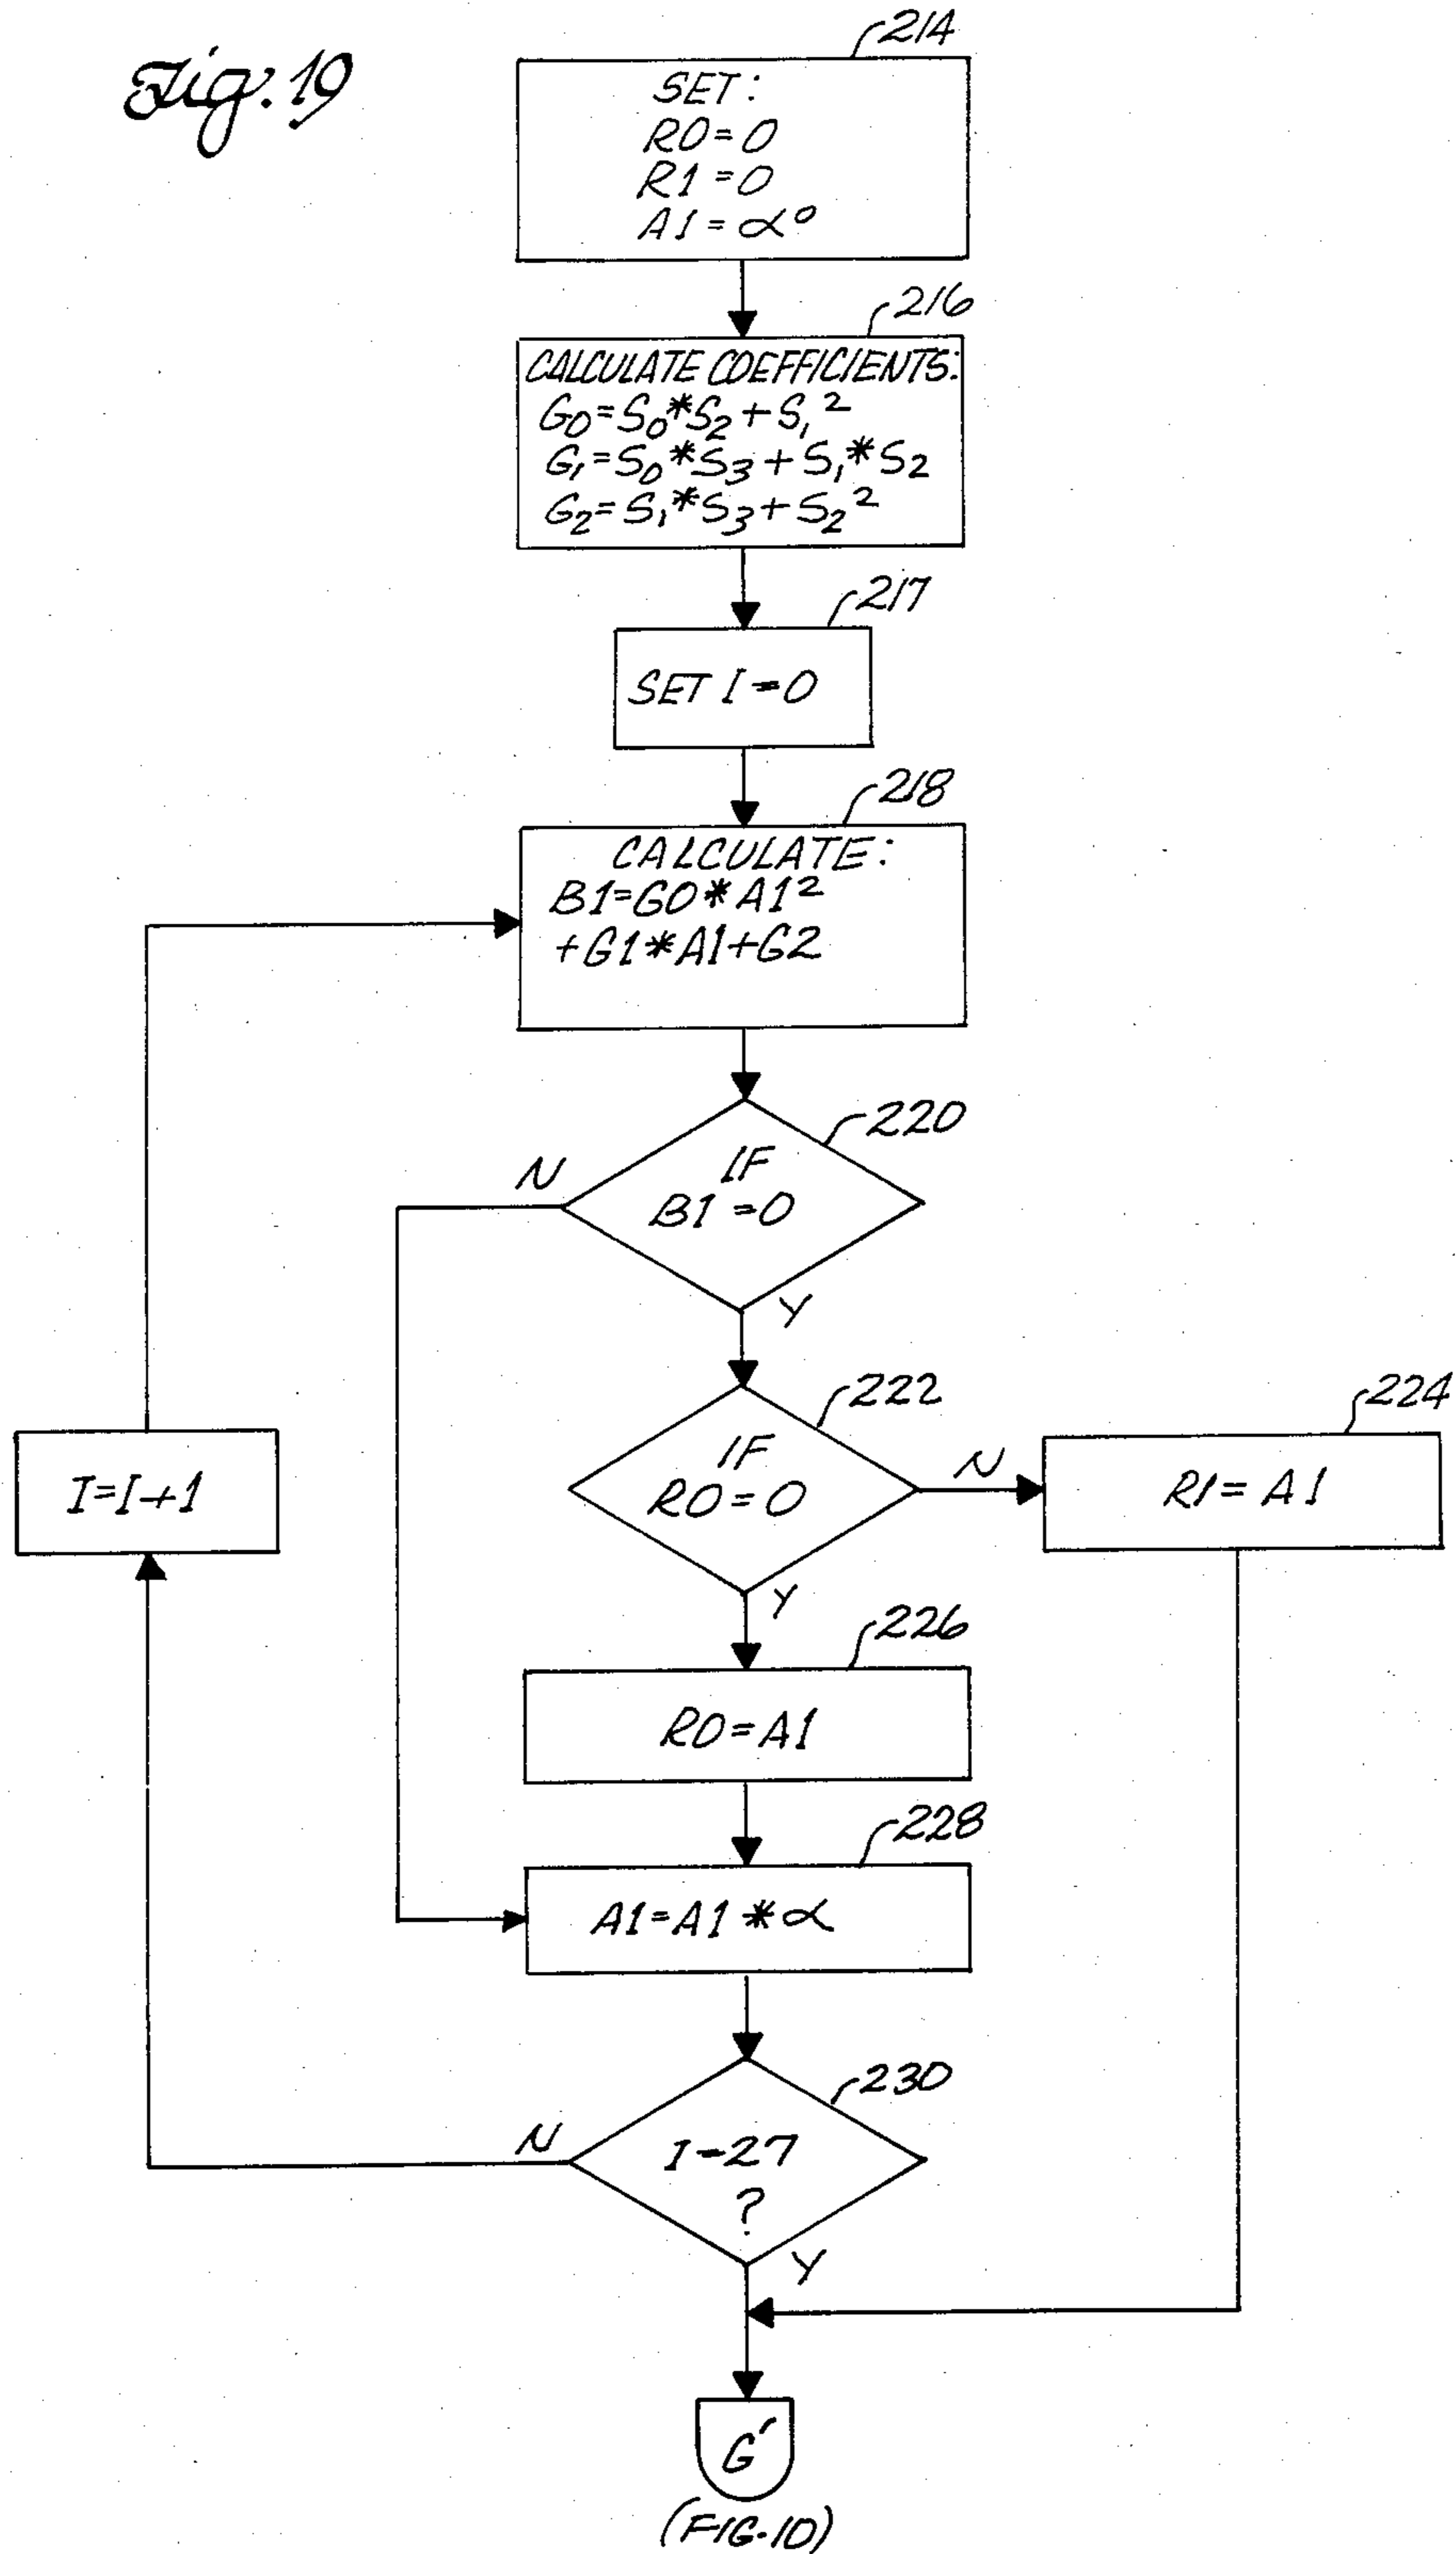 Fig. 19
214
SET:
R0=0
R1=0
A1=α⁰
216
CALCULATE COEFFICIENTS:
G₀=S₀*S₂+S₁²
G₁=S₀*S₃+S₁*S₂
G₂=S₁*S₃+S₂²
217
SET I=0
218
CALCULATE:
B1=G0*A1²
+G1*A1+G2
220
IF
B1=0
N
Y
222
IF
R0=0
N
Y
224
R1=A1
I=I+1
226
R0=A1
228
A1=A1*α
230
I=27
?
N
Y
G′
(FIG.10)